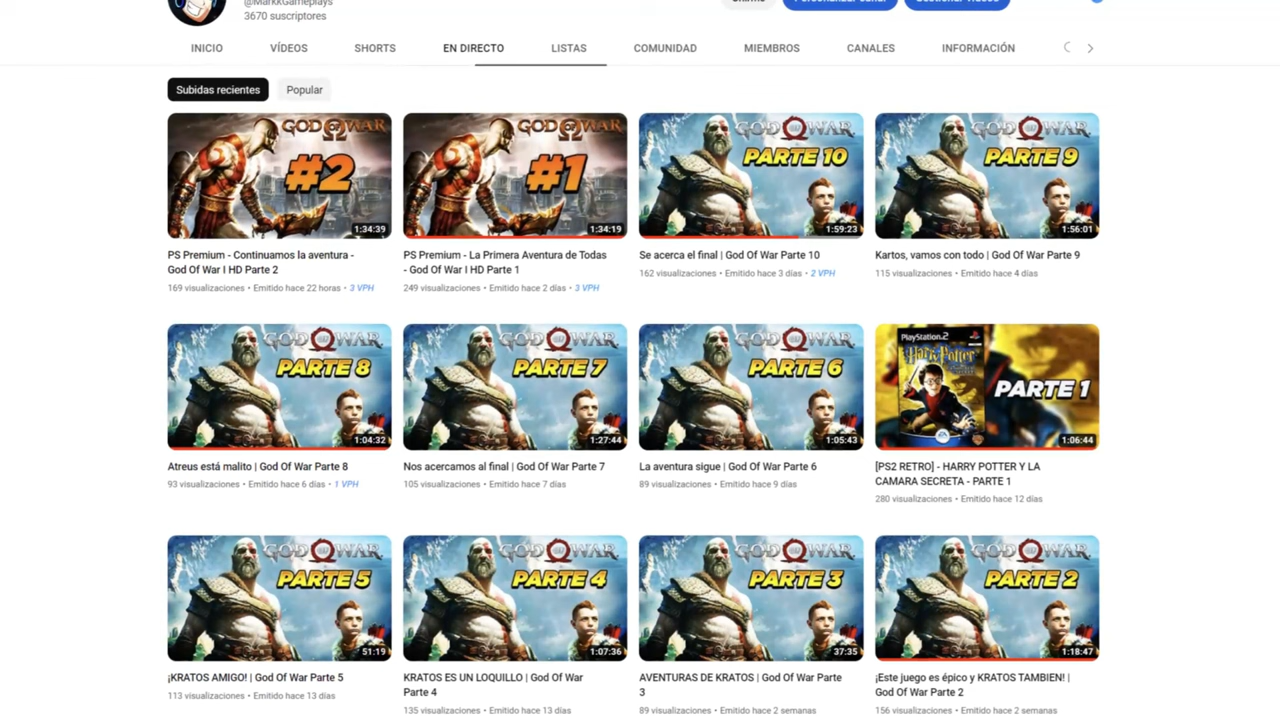 @MarkkGameplays
3670 suscriptores
INICIO VÍDEOS SHORTS EN DIRECTO LISTAS COMUNIDAD MIEMBROS CANALES INFORMACIÓN
Subidas recientes Popular
GOD OF WAR
#2
1:34:39
GOD OF WAR
#1
1:34:19
GOD OF WAR
PARTE 10
1:59:23
GOD OF WAR
PARTE 9
1:56:01
PS Premium - Continuamos la aventura -
God Of War I HD Parte 2
169 visualizaciones • Emitido hace 22 horas • 3 VPH
PS Premium - La Primera Aventura de Todas
- God Of War I HD Parte 1
249 visualizaciones • Emitido hace 2 días • 3 VPH
Se acerca el final | God Of War Parte 10
162 visualizaciones • Emitido hace 3 días • 2 VPH
Kartos, vamos con todo | God Of War Parte 9
115 visualizaciones • Emitido hace 4 días
GOD OF WAR
PARTE 8
1:04:32
GOD OF WAR
PARTE 7
1:27:44
GOD OF WAR
PARTE 6
1:05:43
PlayStation 2
Harry Potter
EA GAMES
PARTE 1
1:06:44
Atreus está malito | God Of War Parte 8
93 visualizaciones • Emitido hace 6 días • 1 VPH
Nos acercamos al final | God Of War Parte 7
105 visualizaciones • Emitido hace 7 días
La aventura sigue | God Of War Parte 6
89 visualizaciones • Emitido hace 9 días
[PS2 RETRO] - HARRY POTTER Y LA
CAMARA SECRETA - PARTE 1
280 visualizaciones • Emitido hace 12 días
GOD OF WAR
PARTE 5
51:19
GOD OF WAR
PARTE 4
1:07:36
GOD OF WAR
PARTE 3
37:35
GOD OF WAR
PARTE 2
1:18:47
¡KRATOS AMIGO! | God Of War Parte 5
113 visualizaciones • Emitido hace 13 días
KRATOS ES UN LOQUILLO | God Of War
Parte 4
135 visualizaciones • Emitido hace 13 días
AVENTURAS DE KRATOS | God Of War Parte
3
89 visualizaciones • Emitido hace 2 semanas
¡Este juego es épico y KRATOS TAMBIEN! |
God Of War Parte 2
156 visualizaciones • Emitido hace 2 semanas